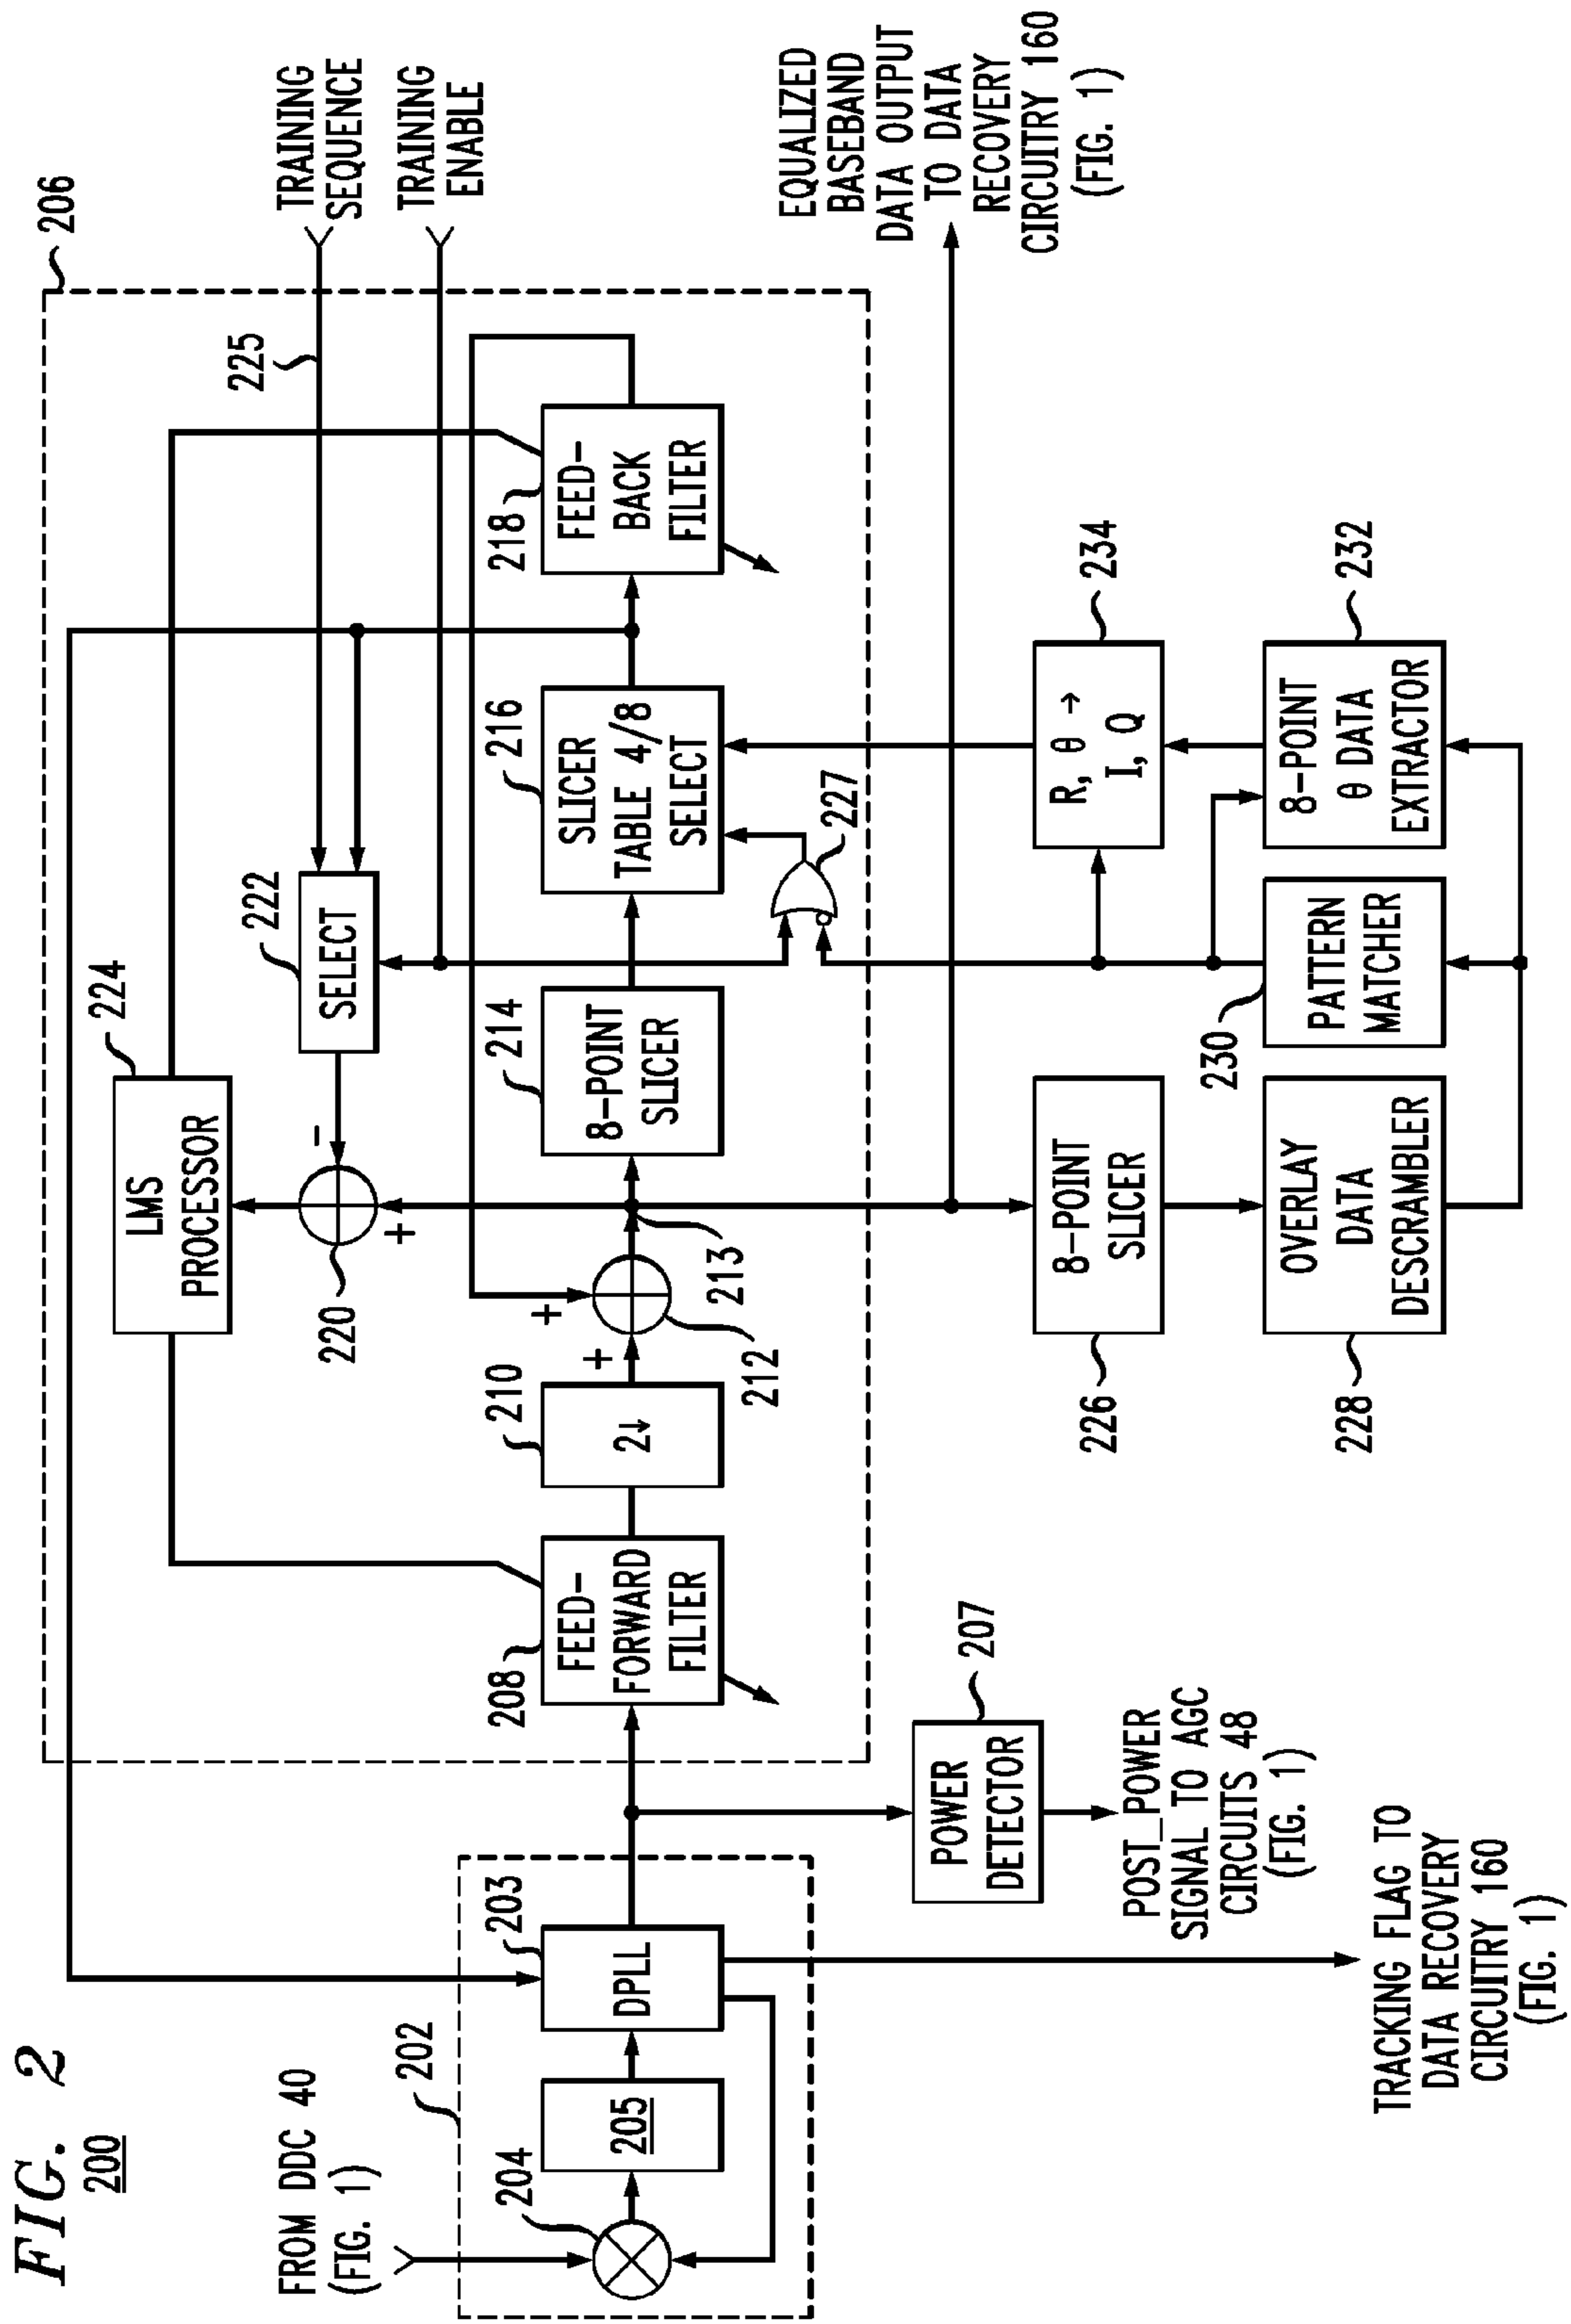 FIG. 2
200
FROM DDC 40
(FIG. 1)
202
204
205
203
DPLL
TRACKING FLAG TO
DATA RECOVERY
CIRCUITRY 160
(FIG. 1)
207
POWER
DETECTOR
POST_POWER
SIGNAL TO AGC
CIRCUITS 48
(FIG. 1)
206
208
FEED-
FORWARD
FILTER
210
2↓
+
+
212
213
224
LMS
PROCESSOR
220
+
-
222
SELECT
214
8-POINT
SLICER
216
SLICER
TABLE 4/8
SELECT
218
FEED-
BACK
FILTER
225
TRAINING
SEQUENCE
TRAINING
ENABLE
227
EQUALIZED
BASEBAND
DATA OUTPUT
TO DATA
RECOVERY
CIRCUITRY 160
(FIG. 1)
226
8-POINT
SLICER
228
OVERLAY
DATA
DESCRAMBLER
230
PATTERN
MATCHER
234
R, θ →
I, Q
232
8-POINT
θ DATA
EXTRACTOR